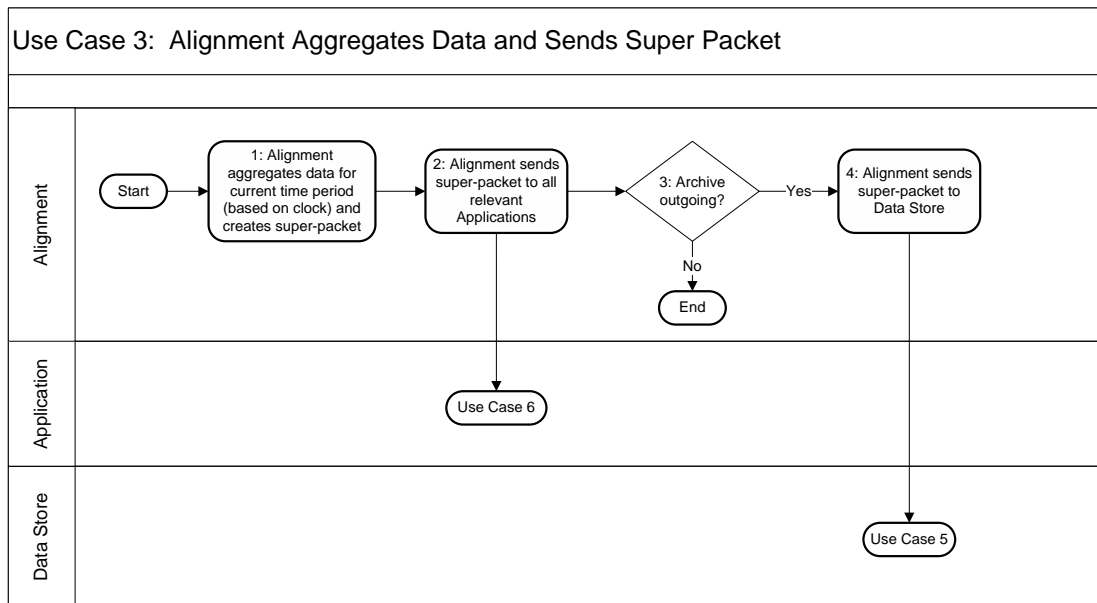 Use Case 3:  Alignment Aggregates Data and Sends Super Packet
Alignment
Start
1: Alignment
aggregates data for
current time period
(based on clock) and
creates super-packet
2: Alignment sends
super-packet to all
relevant
Applications
3: Archive
outgoing?
Yes
4: Alignment sends
super-packet to
Data Store
No
End
Application
Use Case 6
Data Store
Use Case 5